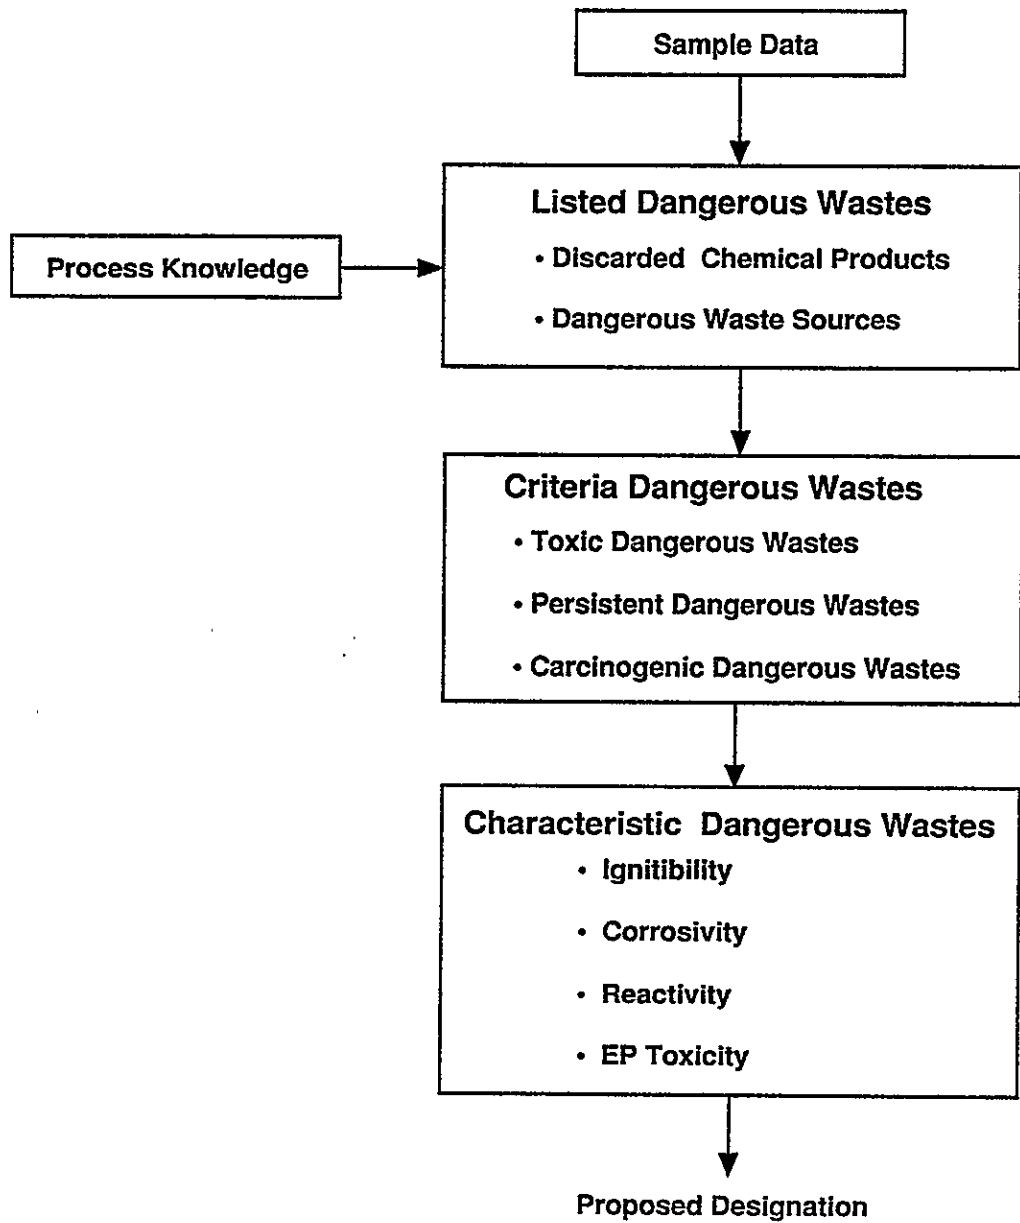 Sample Data
Listed Dangerous Wastes
• Discarded Chemical Products
• Dangerous Waste Sources
Process Knowledge
Criteria Dangerous Wastes
• Toxic Dangerous Wastes
• Persistent Dangerous Wastes
• Carcinogenic Dangerous Wastes
Characteristic Dangerous Wastes
• Ignitibility
• Corrosivity
• Reactivity
• EP Toxicity
Proposed Designation